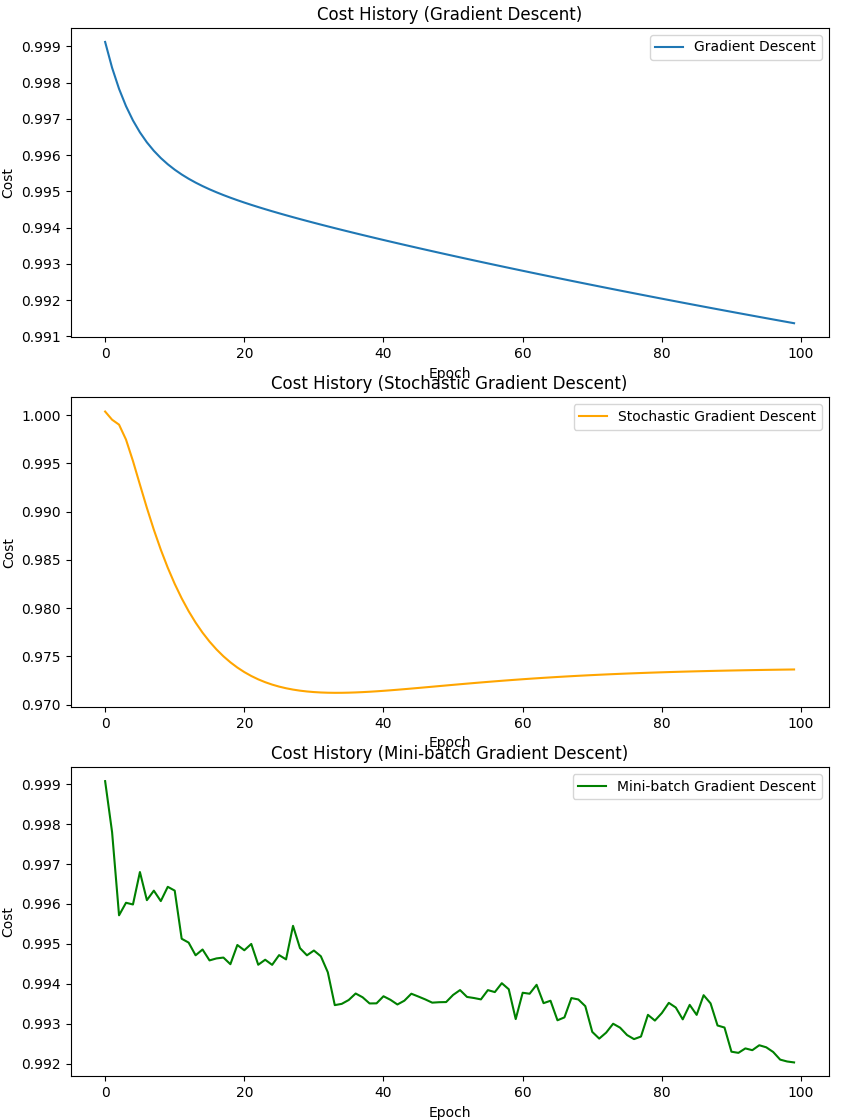 Cost History (Gradient Descent)
Gradient Descent
0.999
0.998
0.997
0.996
0.995
0.994
0.993
0.992
0.991
Cost
0 20 40 60 80 100
Epoch
Cost History (Stochastic Gradient Descent)
Stochastic Gradient Descent
1.000
0.995
0.990
0.985
0.980
0.975
0.970
Cost
0 20 40 60 80 100
Epoch
Cost History (Mini-batch Gradient Descent)
Mini-batch Gradient Descent
0.999
0.998
0.997
0.996
0.995
0.994
0.993
0.992
Cost
0 20 40 60 80 100
Epoch